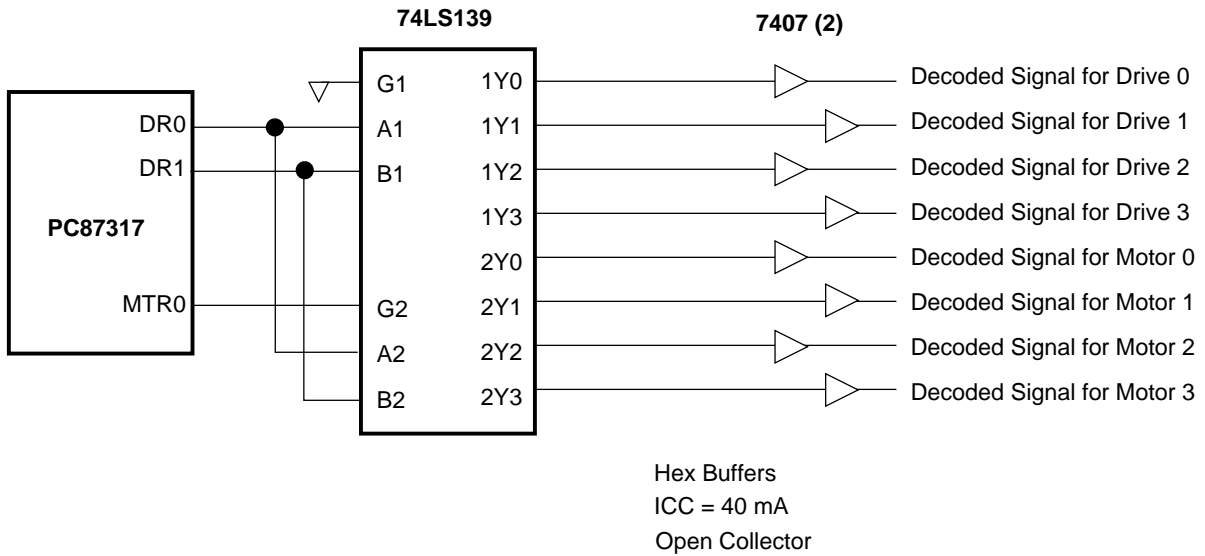 74LS139
7407 (2)
PC87317
DR0
DR1
MTR0
G1
A1
B1
G2
A2
B2
1Y0
1Y1
1Y2
1Y3
2Y0
2Y1
2Y2
2Y3
Decoded Signal for Drive 0
Decoded Signal for Drive 1
Decoded Signal for Drive 2
Decoded Signal for Drive 3
Decoded Signal for Motor 0
Decoded Signal for Motor 1
Decoded Signal for Motor 2
Decoded Signal for Motor 3
Hex Buffers
ICC = 40 mA
Open Collector